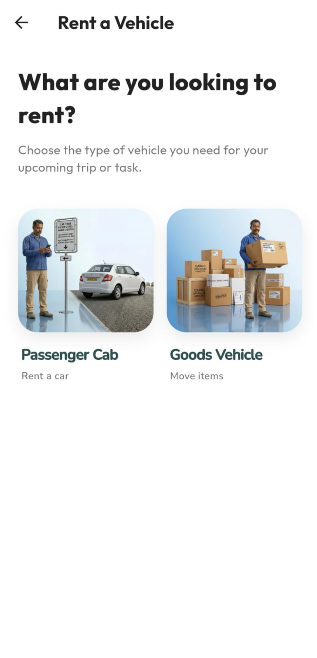 Rent a Vehicle
What are you looking to
rent?
Choose the type of vehicle you need for your
upcoming trip or task.
Passenger Cab
Goods Vehicle
Rent a car
Move items